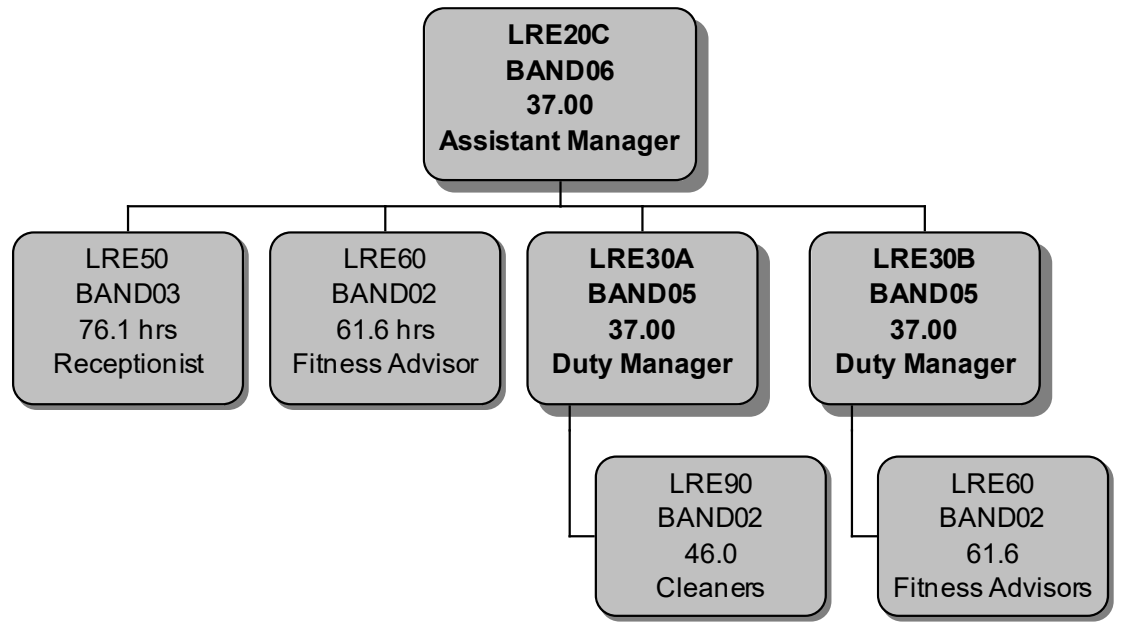 LRE20C
BAND06
37.00
Assistant Manager
LRE50
BAND03
76.1 hrs
Receptionist
LRE60
BAND02
61.6 hrs
Fitness Advisor
LRE30A
BAND05
37.00
Duty Manager
LRE30B
BAND05
37.00
Duty Manager
LRE90
BAND02
46.0
Cleaners
LRE60
BAND02
61.6
Fitness Advisors